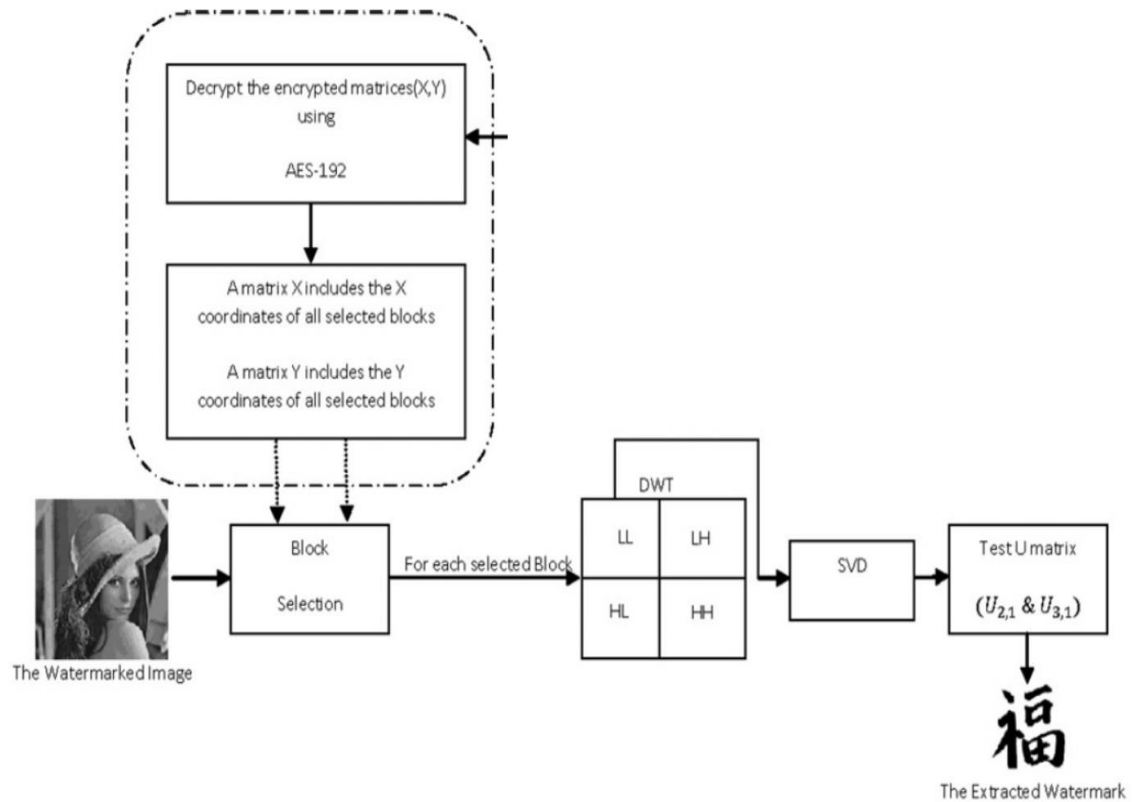 Decrypt the encrypted matrices(X,Y)
using
AES-192
A matrix X includes the X
coordinates of all selected blocks
A matrix Y includes the Y
coordinates of all selected blocks
The Watermarked Image
Block
Selection
For each selected Block
DWT
LL
LH
HL
HH
SVD
Test U matrix
(U2,1 & U3,1)
福
The Extracted Watermark